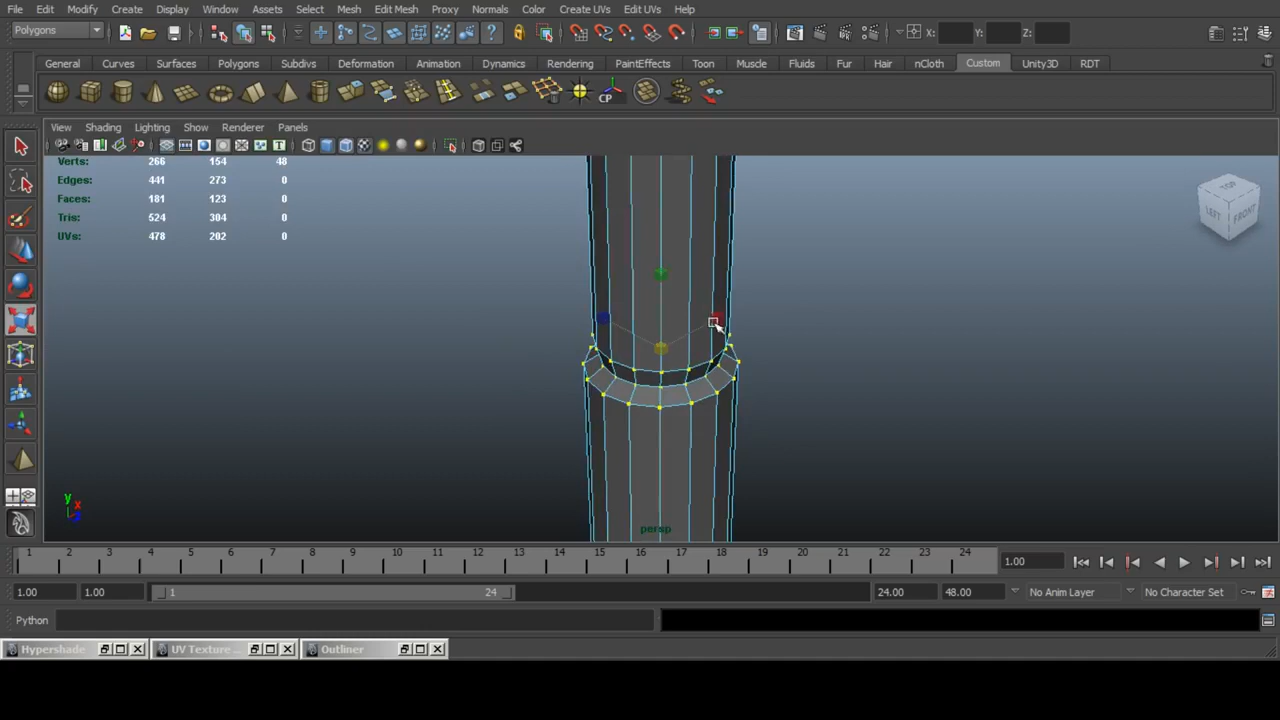 File Edit Modify Create Display Window Assets Select Mesh Edit Mesh Proxy Normals Color Create UVs Edit UVs Help
Polygons X: Y: Z:
General Curves Surfaces Polygons Subdivs Deformation Animation Dynamics Rendering PaintEffects Toon Muscle Fluids Fur Hair nCloth Custom Unity3D RDT
CP
View Shading Lighting Show Renderer Panels
Verts: 266 154 48
Edges: 441 273 0
Faces: 181 123 0
Tris: 524 304 0
UVs: 478 202 0
TOP
LEFT FRONT
y x
persp
1 2 3 4 5 6 7 8 9 10 11 12 13 14 15 16 17 18 19 20 21 22 23 24 1.00
1.00 1.00 1 24 24.00 48.00 No Anim Layer No Character Set
Python
Hypershade UV Texture ... Outliner